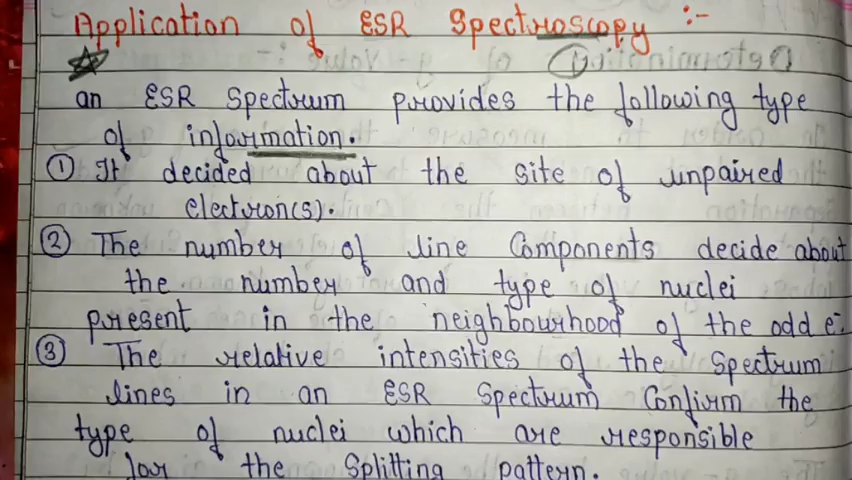 Application of ESR Spectroscopy :-
an ESR Spectrum provides the following type
of information.
① It decided about the site of unpaired
electron(s).
② The number of line Components decide about
the number and type of nuclei
present in the neighbourhood of the odd e⁻.
③ The relative intensities of the Spectrum
lines in an ESR Spectrum Confirm the
type of nuclei which are responsible
for the Splitting pattern.